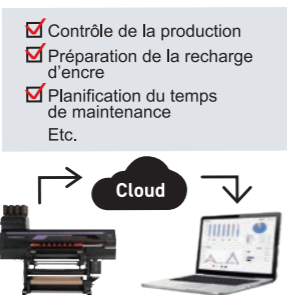 Contrôle de la production
Préparation de la recharge
d'encre
Planification du temps
de maintenance
Etc.
Cloud